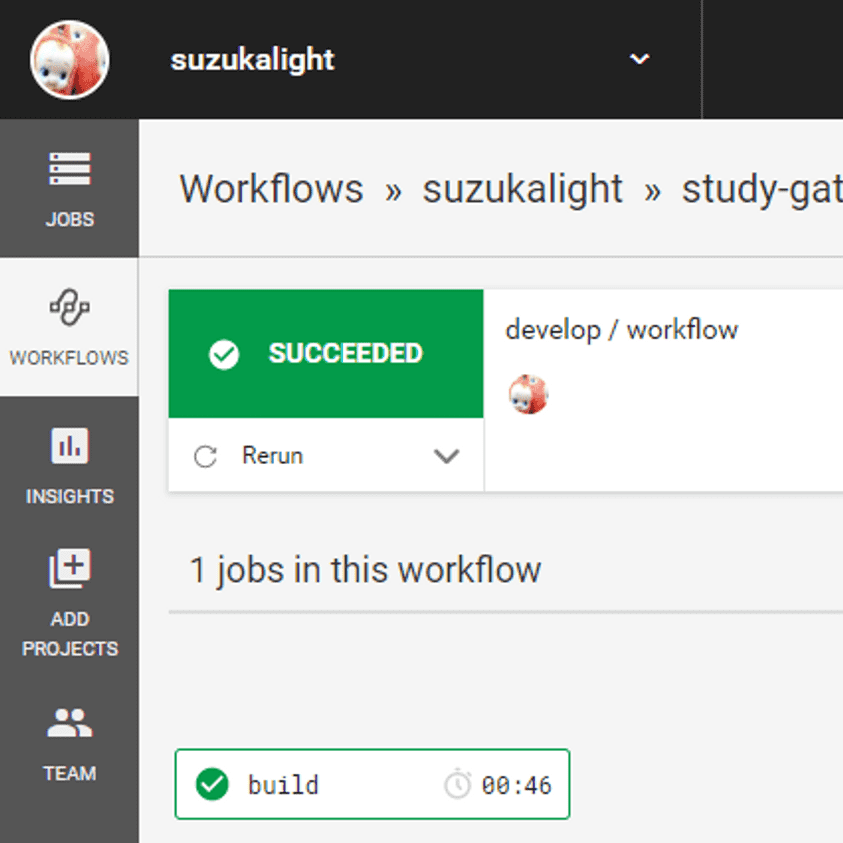 suzukalight
JOBS
WORKFLOWS
INSIGHTS
ADD
PROJECTS
TEAM
Workflows » suzukalight » study-gat
SUCCEEDED
Rerun
develop / workflow
1 jobs in this workflow
build 00:46